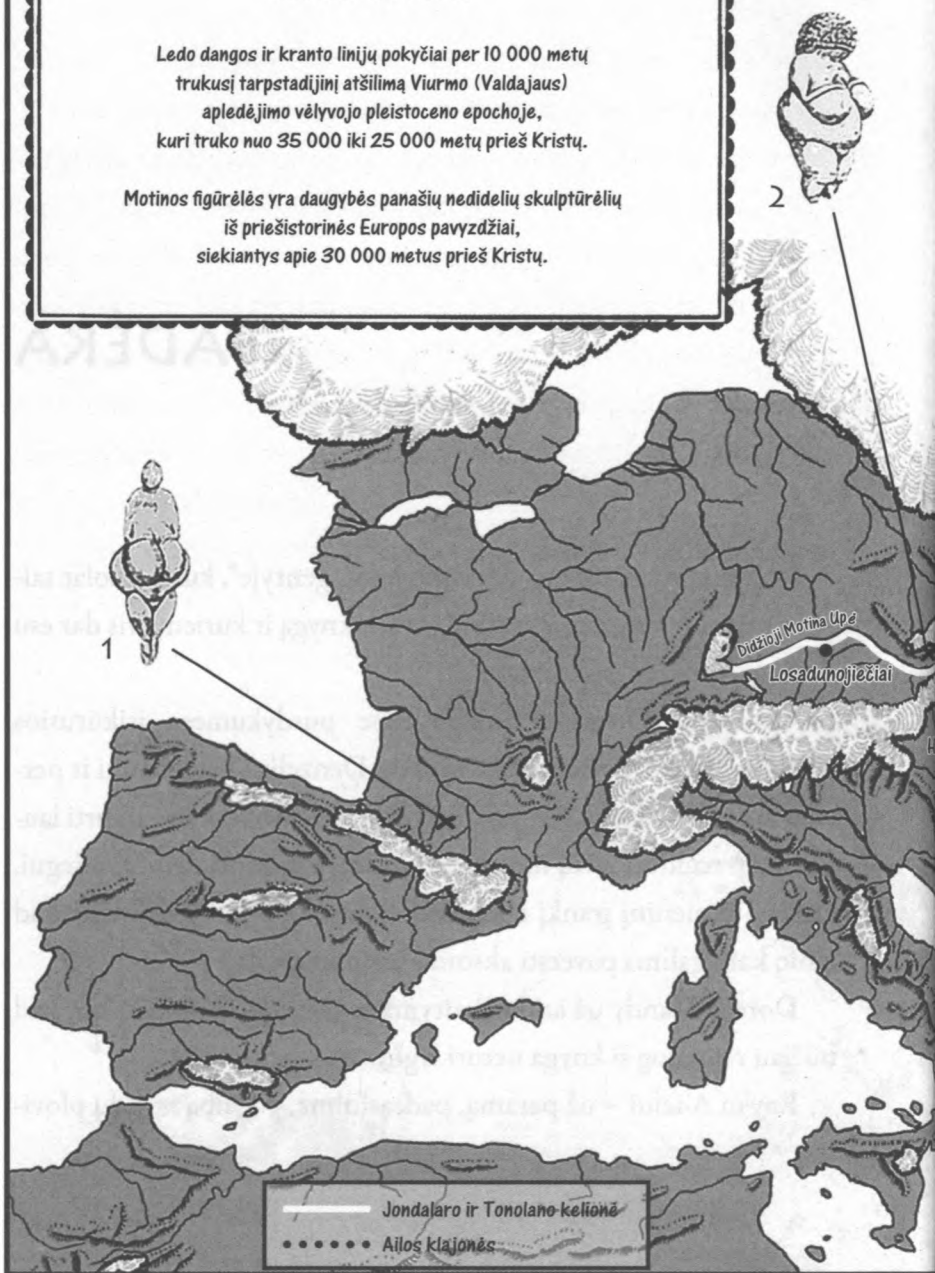 Ledo dangos ir kranto linijų pokyčiai per 10 000 metų
trukusį tarpstadijinį atšilimą Viurmo (Valdajaus)
apledėjimo vėlyvojo pleistoceno epochoje,
kuri truko nuo 35 000 iki 25 000 metų prieš Kristų.
Motinos figūrėlės yra daugybės panašių nedidelių skulptūrėlių
iš priešistorinės Europos pavyzdžiai,
siekiantys apie 30 000 metus prieš Kristų.
2
1
Didžioji Motina Upė
Losadunojiečiai
H
Jondalaro ir Tonolano kelionė
Ailos klajonės